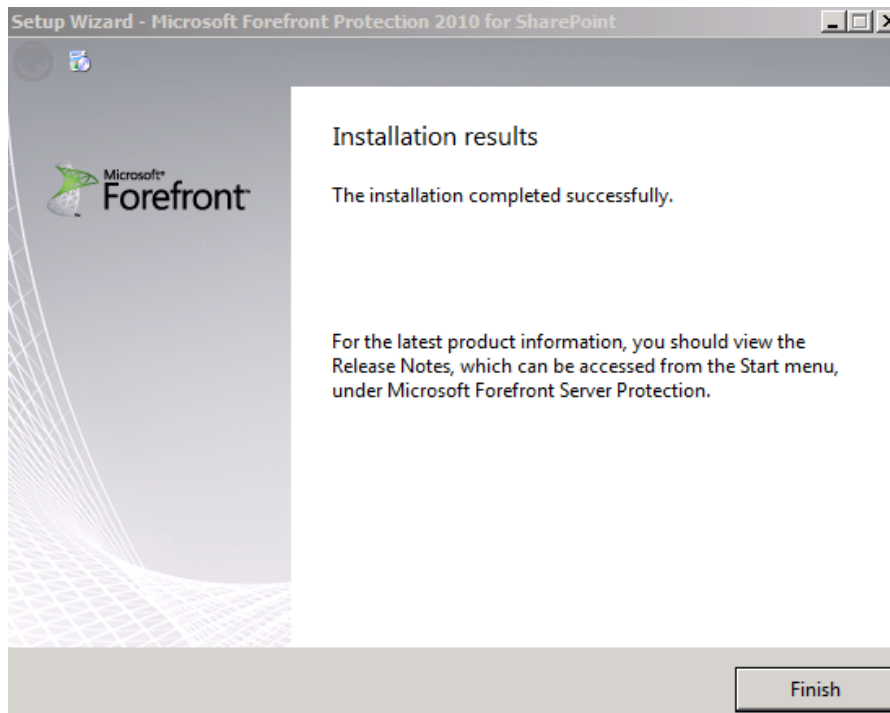 Setup Wizard - Microsoft Forefront Protection 2010 for SharePoint
Microsoft®
Forefront™
Installation results
The installation completed successfully.
For the latest product information, you should view the
Release Notes, which can be accessed from the Start menu,
under Microsoft Forefront Server Protection.
Finish